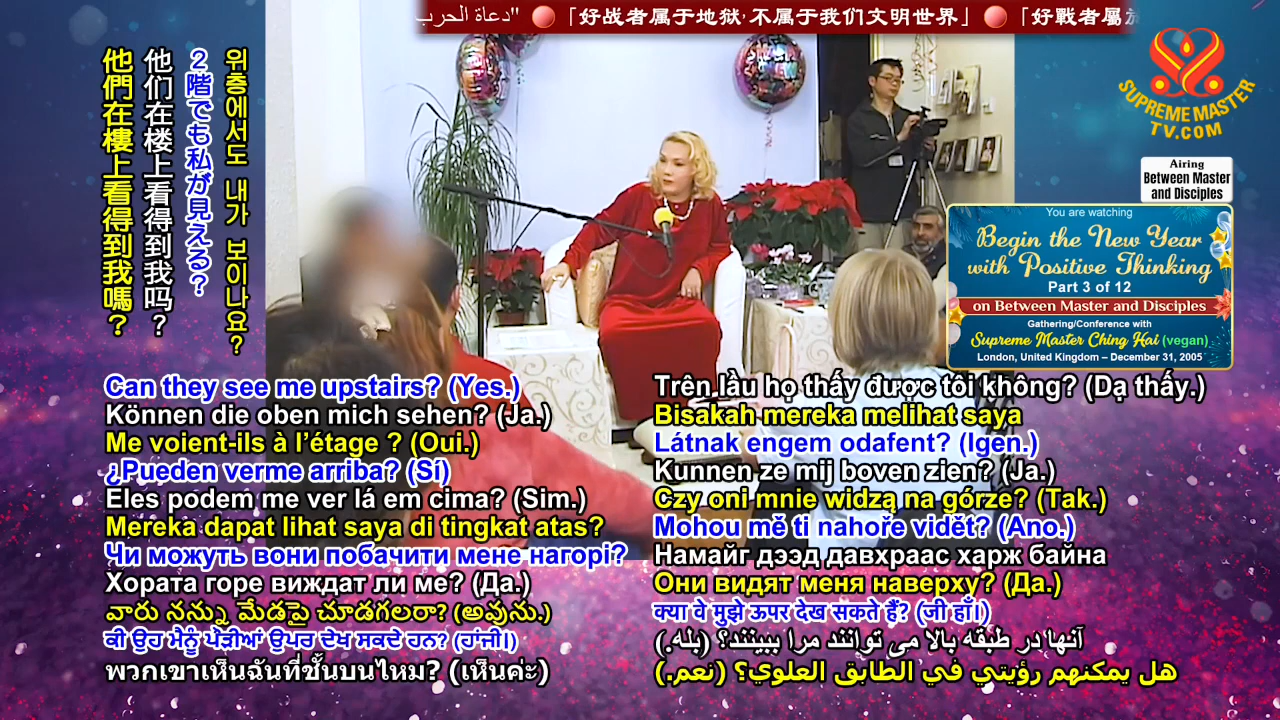 دعاة الحرب" ● 「好战者属于地狱,不属于我们文明世界」 ● 「好戰者屬於
SUPREME MASTER
TV.COM
Airing
Between Master
and Disciples
You are watching
Begin the New Year
with Positive Thinking
Part 3 of 12
on Between Master and Disciples
Gathering/Conference with
Supreme Master Ching Hai (vegan)
London, United Kingdom – December 31, 2005
위층에서도 내가 보이나요?
2階でも私が見える?
他们在楼上看得到我吗?
他們在樓上看得到我嗎?
Can they see me upstairs? (Yes.)
Können die oben mich sehen? (Ja.)
Me voient-ils à l’étage ? (Oui.)
¿Pueden verme arriba? (Sí)
Eles podem me ver lá em cima? (Sim.)
Mereka dapat lihat saya di tingkat atas?
Чи можуть вони побачити мене нагорі?
Хората горе виждат ли ме? (Да.)
వారు నన్ను మేడపై చూడగలరా? (అవును.)
ਕੀ ਉਹ ਮੈਨੂੰ ਪੌੜੀਆਂ ਉਪਰ ਦੇਖ ਸਕਦੇ ਹਨ? (ਹਾਂਜੀ।)
พวกเขาเห็นฉันที่ชั้นบนไหม? (เห็นค่ะ)
Trên lầu họ thấy được tôi không? (Dạ thấy.)
Bisakah mereka melihat saya
Látnak engem odafent? (Igen.)
Kunnen ze mij boven zien? (Ja.)
Czy oni mnie widzą na górze? (Tak.)
Mohou mě ti nahoře vidět? (Ano.)
Намайг дээд давхраас харж байна
Они видят меня наверху? (Да.)
क्या वे मुझे ऊपर देख सकते हैं? (जी हाँ।)
آنها در طبقه بالا می توانند مرا ببینند؟ (بله.)
هل يمكنهم رؤيتي في الطابق العلوي؟ (نعم.)